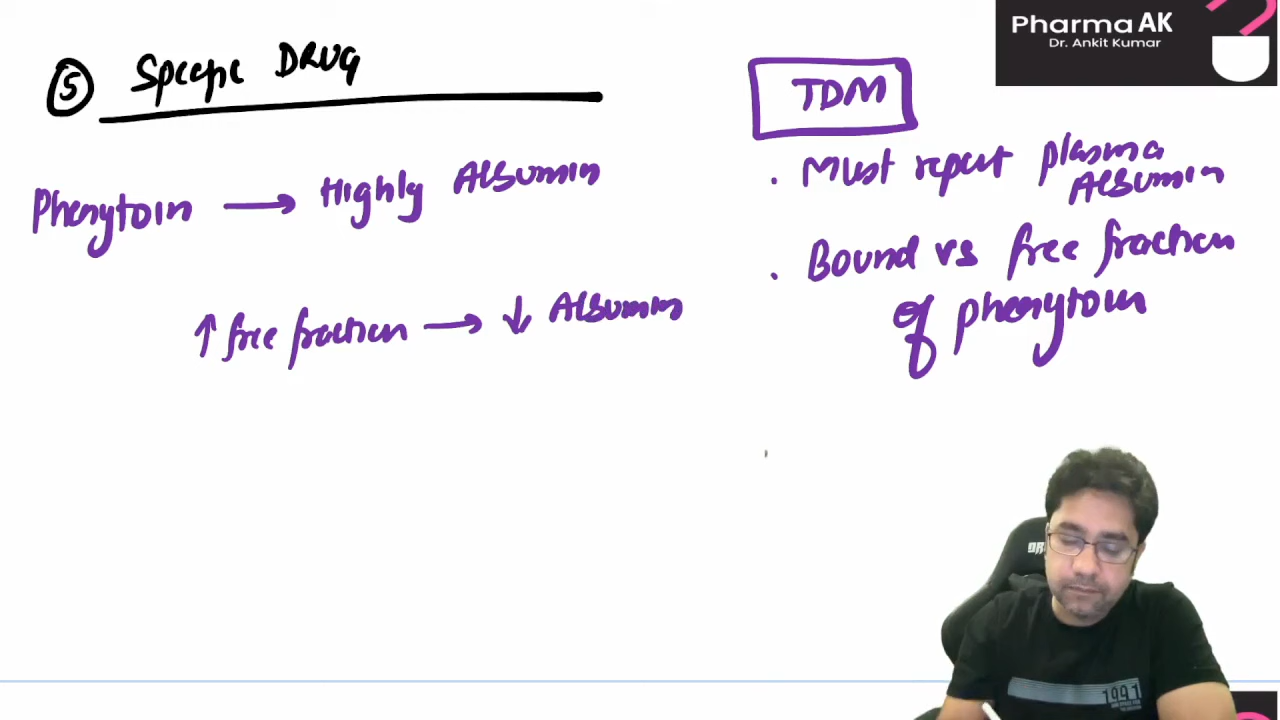 Pharma AK
Dr. Ankit Kumar
⑤ Specific DRUG
TDM
Phenytoin → Highly Albumin
↑ free fraction → ↓ Albumin
• Must report plasma
Albumin
• Bound vs free fraction
of phenytoin
1991